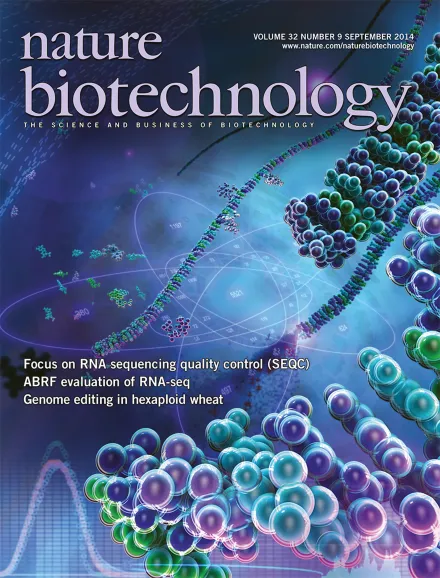 nature
VOLUME 32 NUMBER 9 SEPTEMBER 2014
www.nature.com/naturebiotechnology
biotechnology
THE SCIENCE AND BUSINESS OF BIOTECHNOLOGY
Focus on RNA sequencing quality control (SEQC)
ABRF evaluation of RNA-seq
Genome editing in hexaploid wheat